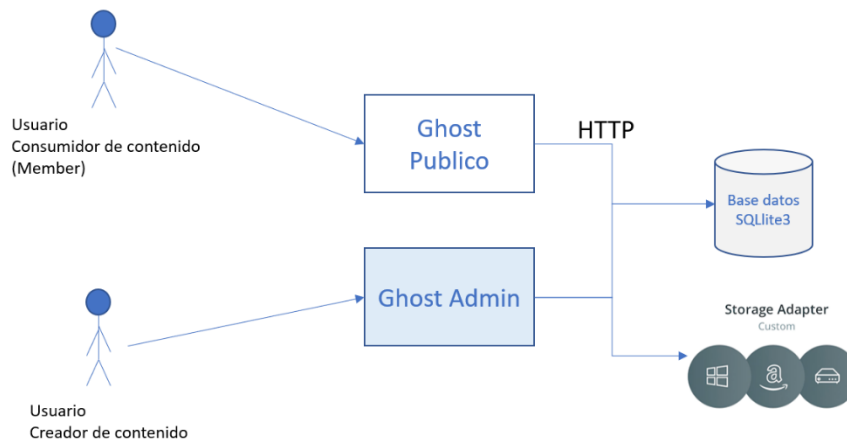 Usuario
Consumidor de contenido
(Member)
Ghost
Publico
HTTP
Base datos
SQLlite3
Ghost Admin
Storage Adapter
Custom
a
Usuario
Creador de contenido